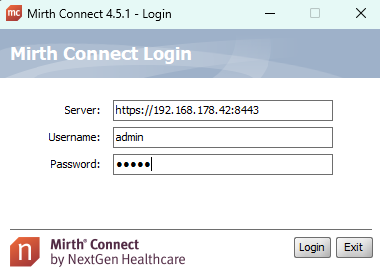 mc Mirth Connect 4.5.1 - Login
Mirth Connect Login
Server: https://192.168.178.42:8443
Username: admin
Password: ●●●●●
n Mirth® Connect
by NextGen Healthcare
Login Exit